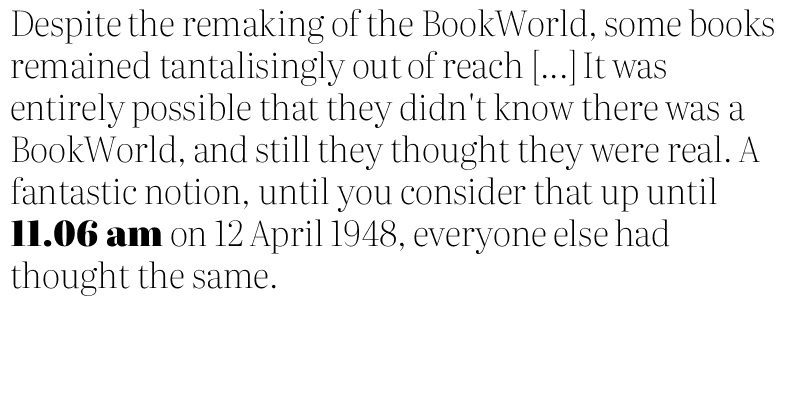 Despite the remaking of the BookWorld, some books
remained tantalisingly out of reach [...] It was
entirely possible that they didn't know there was a
BookWorld, and still they thought they were real. A
fantastic notion, until you consider that up until
11.06 am on 12 April 1948, everyone else had
thought the same.